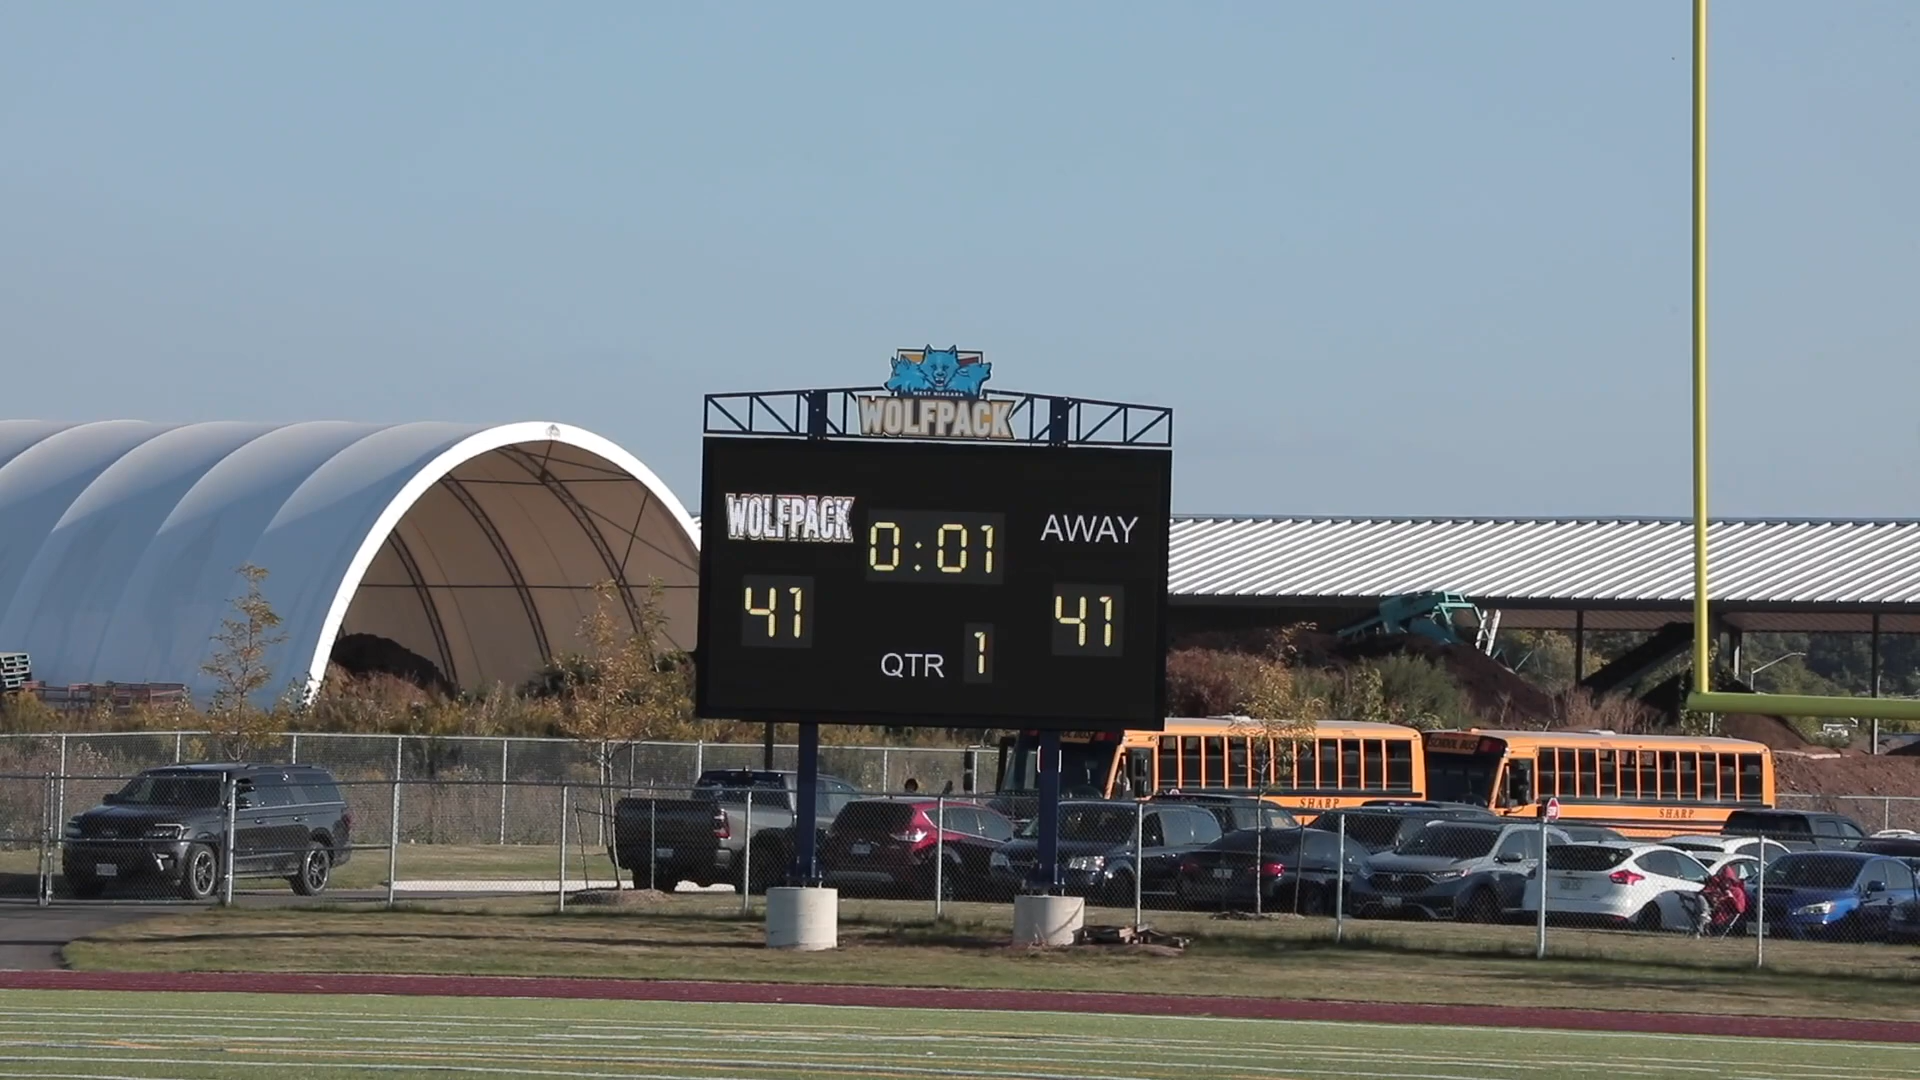 WEST NIAGARA
WOLFPACK
WOLFPACK
0:01
AWAY
41
41
QTR 1
SCHOOL BUS
SHARP
SHARP